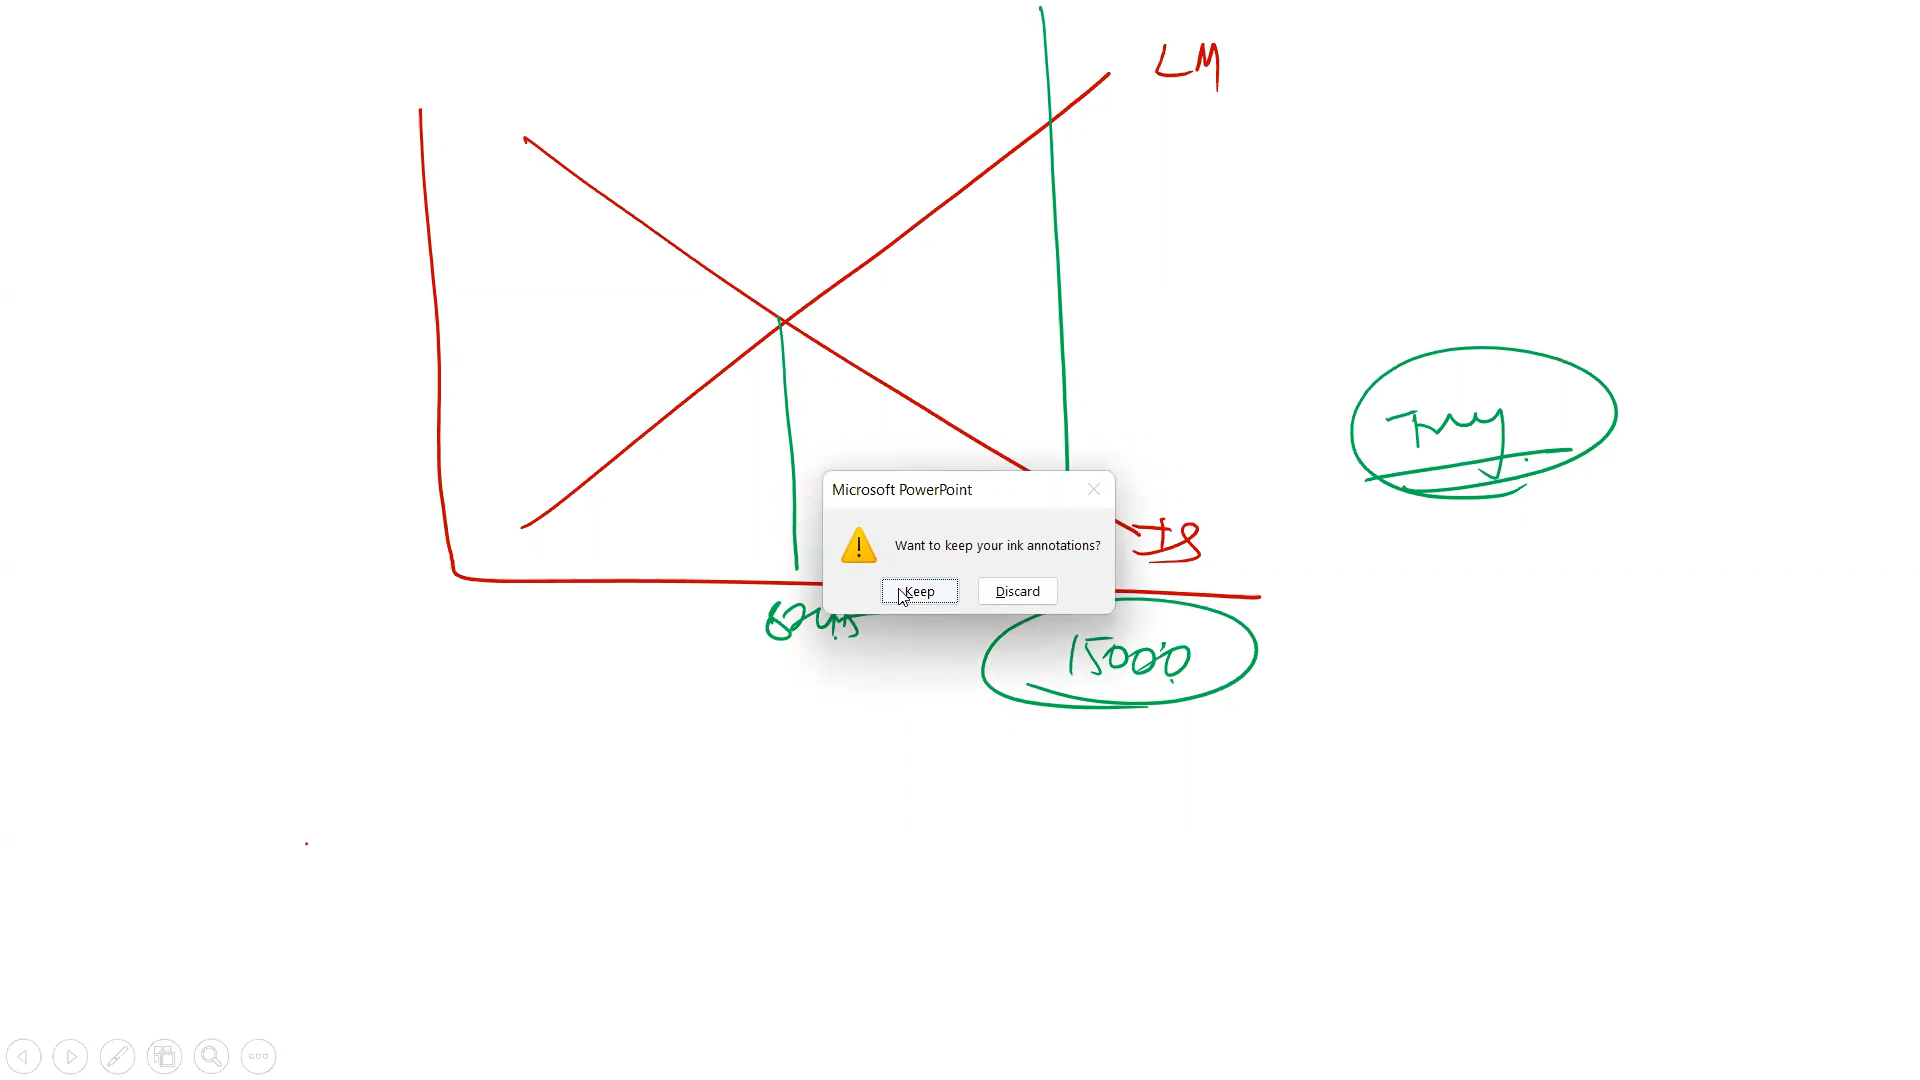 LM
Microsoft PowerPoint
Want to keep your ink annotations?
Keep
Discard
IS
15000